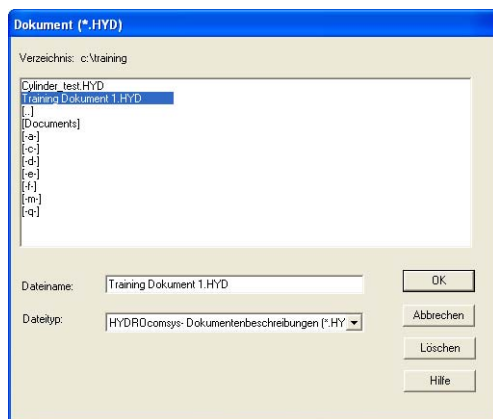 Dokument (*.HYD)
Verzeichnis: c:\training
Cylinder_test.HYD
Training Dokument 1.HYD
[..]
[Documents]
[-a-]
[-c-]
[-d-]
[-e-]
[-f-]
[-m-]
[-q-]
Dateiname: Training Dokument 1.HYD
OK
Dateityp: HYDROcomsys- Dokumentenbeschreibungen (*.HY
Abbrechen
Löschen
Hilfe